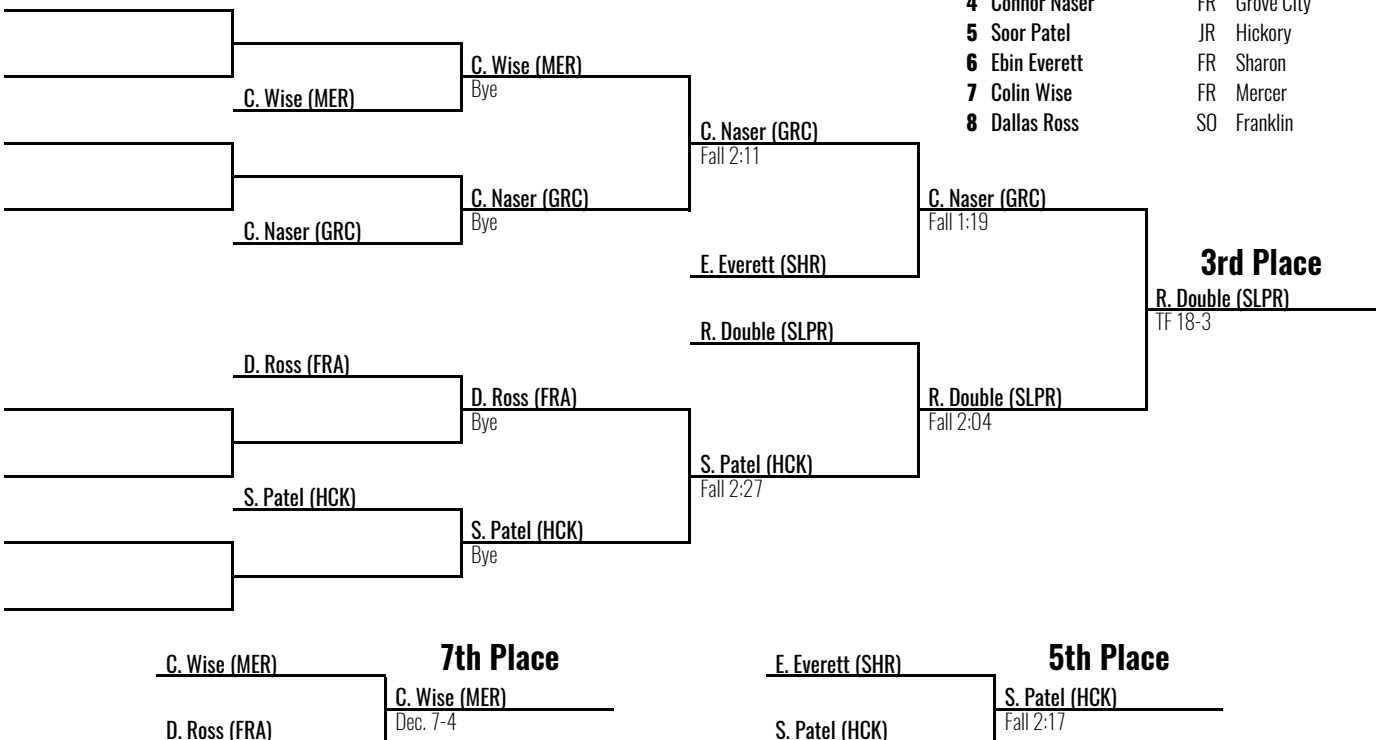 4 Connor Naser FR Grove City
5 Soor Patel JR Hickory
6 Ebin Everett FR Sharon
7 Colin Wise FR Mercer
8 Dallas Ross SO Franklin
C. Wise (MER)
Bye
C. Wise (MER)
C. Naser (GRC)
Fall 2:11
C. Naser (GRC)
Bye
C. Naser (GRC)
C. Naser (GRC)
Fall 1:19
E. Everett (SHR)
3rd Place
R. Double (SLPR)
TF 18-3
R. Double (SLPR)
D. Ross (FRA)
D. Ross (FRA)
Bye
R. Double (SLPR)
Fall 2:04
S. Patel (HCK)
Fall 2:27
S. Patel (HCK)
S. Patel (HCK)
Bye
7th Place
C. Wise (MER)
C. Wise (MER)
Dec. 7-4
D. Ross (FRA)
5th Place
E. Everett (SHR)
S. Patel (HCK)
Fall 2:17
S. Patel (HCK)